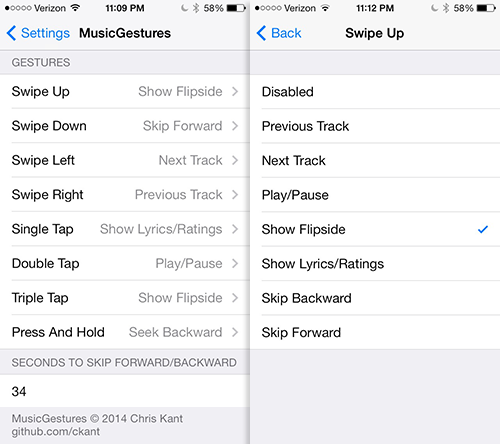 Verizon 11:09 PM 58%
Settings MusicGestures
GESTURES
Swipe Up Show Flipside
Swipe Down Skip Forward
Swipe Left Next Track
Swipe Right Previous Track
Single Tap Show Lyrics/Ratings
Double Tap Play/Pause
Triple Tap Show Flipside
Press And Hold Seek Backward
SECONDS TO SKIP FORWARD/BACKWARD
34
MusicGestures © 2014 Chris Kant
github.com/ckant
Verizon 11:12 PM 58%
Back Swipe Up
Disabled
Previous Track
Next Track
Play/Pause
Show Flipside
Show Lyrics/Ratings
Skip Backward
Skip Forward